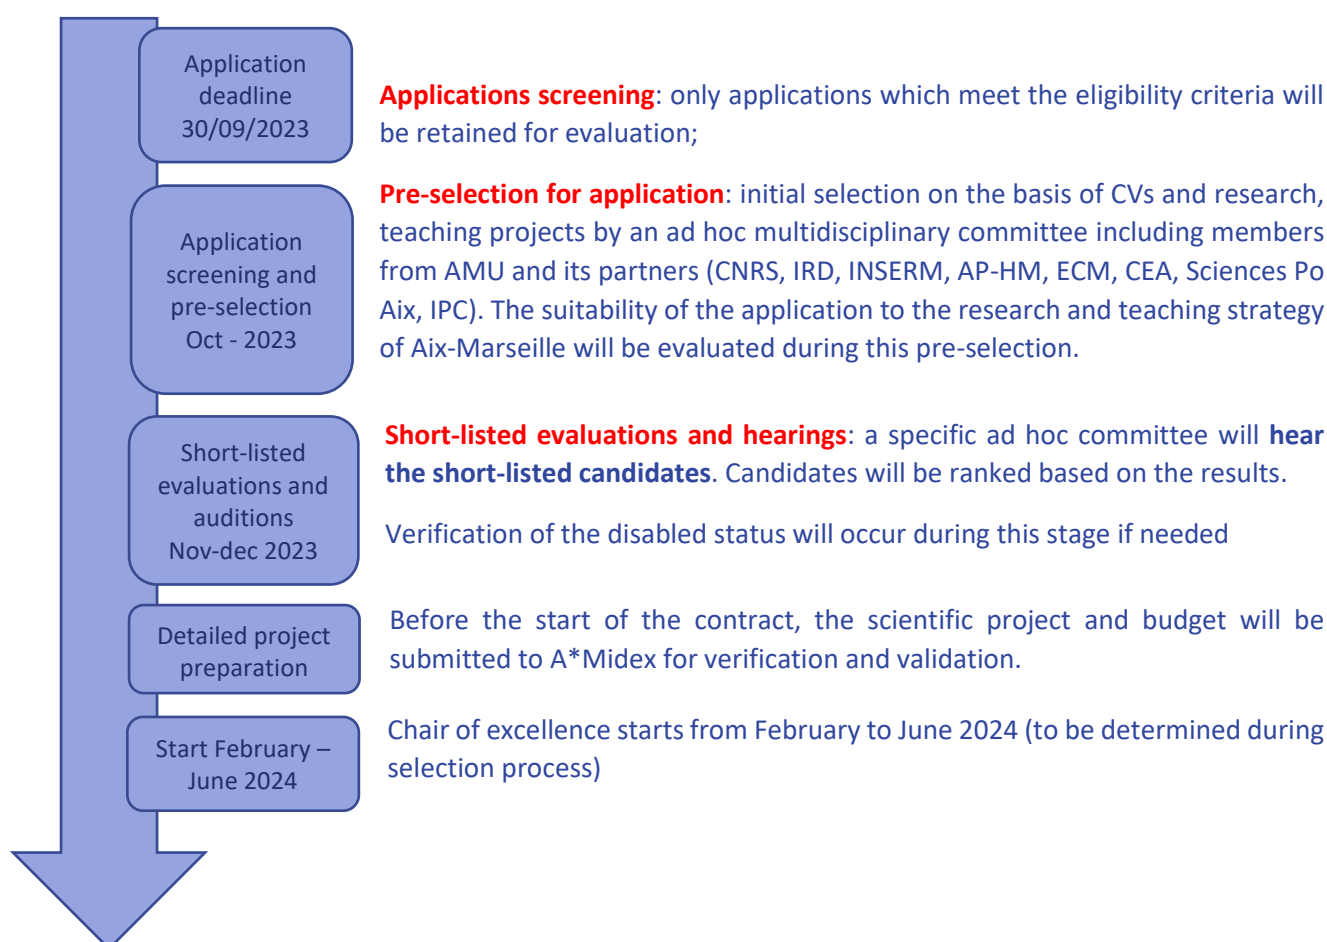 Application
deadline
30/09/2023
Applications screening: only applications which meet the eligibility criteria will
be retained for evaluation;
Application
screening and
pre-selection
Oct - 2023
Pre-selection for application: initial selection on the basis of CVs and research,
teaching projects by an ad hoc multidisciplinary committee including members
from AMU and its partners (CNRS, IRD, INSERM, AP-HM, ECM, CEA, Sciences Po
Aix, IPC). The suitability of the application to the research and teaching strategy
of Aix-Marseille will be evaluated during this pre-selection.
Short-listed
evaluations and
auditions
Nov-dec 2023
Short-listed evaluations and hearings: a specific ad hoc committee will hear
the short-listed candidates. Candidates will be ranked based on the results.
Verification of the disabled status will occur during this stage if needed
Detailed project
preparation
Before the start of the contract, the scientific project and budget will be
submitted to A*Midex for verification and validation.
Start February –
June 2024
Chair of excellence starts from February to June 2024 (to be determined during
selection process)